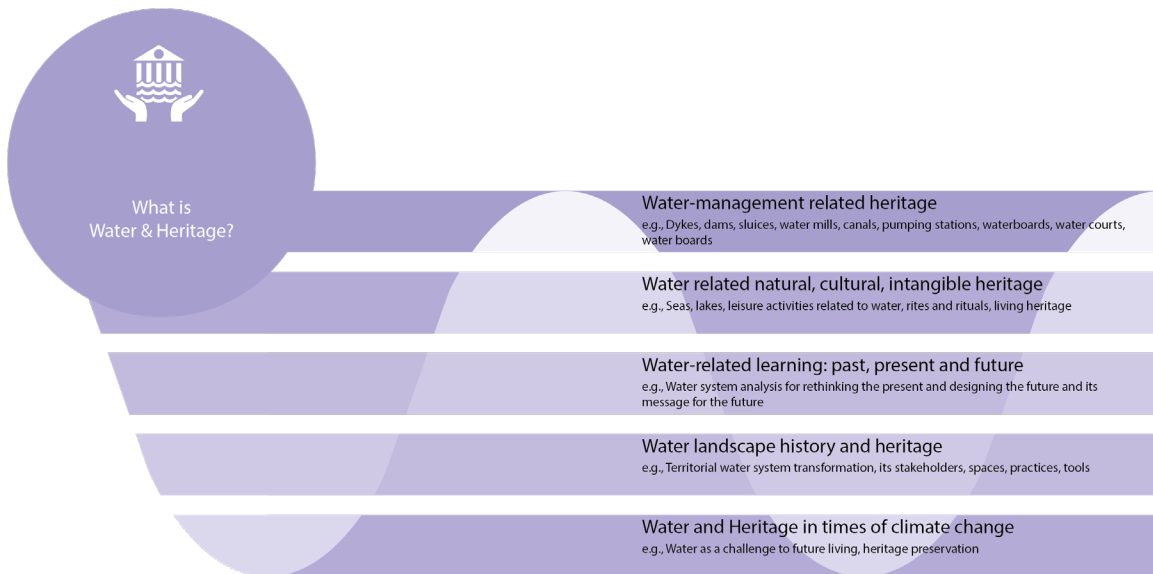 What is
Water & Heritage?
Water-management related heritage
e.g., Dykes, dams, sluices, water mills, canals, pumping stations, waterboards, water courts,
water boards
Water related natural, cultural, intangible heritage
e.g., Seas, lakes, leisure activities related to water, rites and rituals, living heritage
Water-related learning: past, present and future
e.g., Water system analysis for rethinking the present and designing the future and its
message for the future
Water landscape history and heritage
e.g., Territorial water system transformation, its stakeholders, spaces, practices, tools
Water and Heritage in times of climate change
e.g., Water as a challenge to future living, heritage preservation